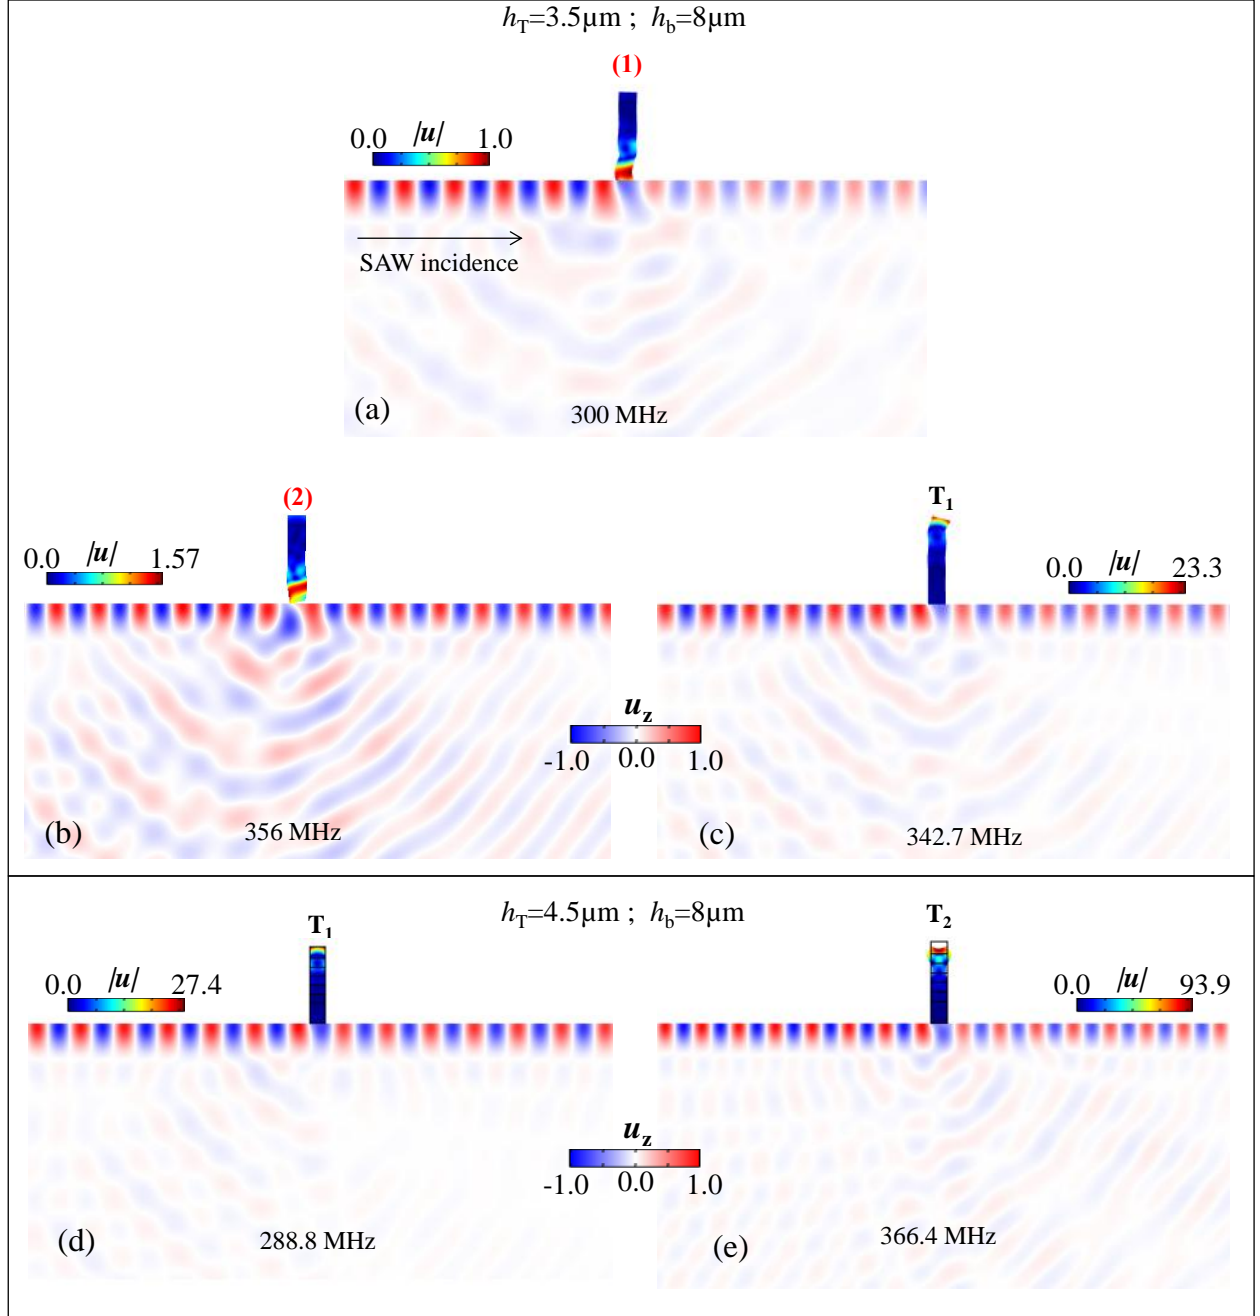 hT=3.5µm ; hb=8µm
(1)
0.0 |u| 1.0
SAW incidence
(a)
300 MHz
(2)
0.0 |u| 1.57
T1
0.0 |u| 23.3
uz
-1.0 0.0 1.0
(b)
356 MHz
(c)
342.7 MHz
hT=4.5µm ; hb=8µm
T1
0.0 |u| 27.4
T2
0.0 |u| 93.9
uz
-1.0 0.0 1.0
(d)
288.8 MHz
(e)
366.4 MHz